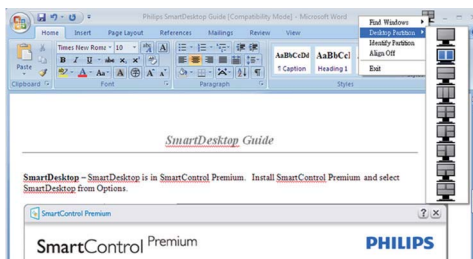 Philips SmartDesktop Guide [Compatibility Mode] - Microsoft Word
Home Insert Page Layout References Mailings Review View
Find Windows
Desktop Partition
Identify Partition
Align Off
Exit
Paste
Times New Roma 10
AaBbCcDd AaBbCcI
¶ Caption Heading 1
Clipboard Font Paragraph Styles
SmartDesktop Guide
SmartDesktop – SmartDesktop is in SmartControl Premium. Install SmartControl Premium and select
SmartDesktop from Options.
SmartControl Premium
SmartControl Premium PHILIPS